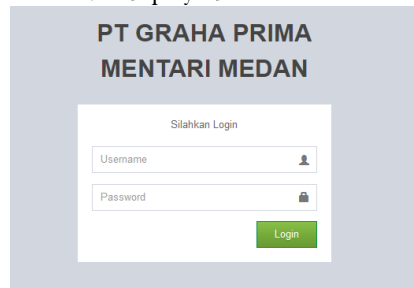 PT GRAHA PRIMA
MENTARI MEDAN
Silahkan Login
Username
Password
Login